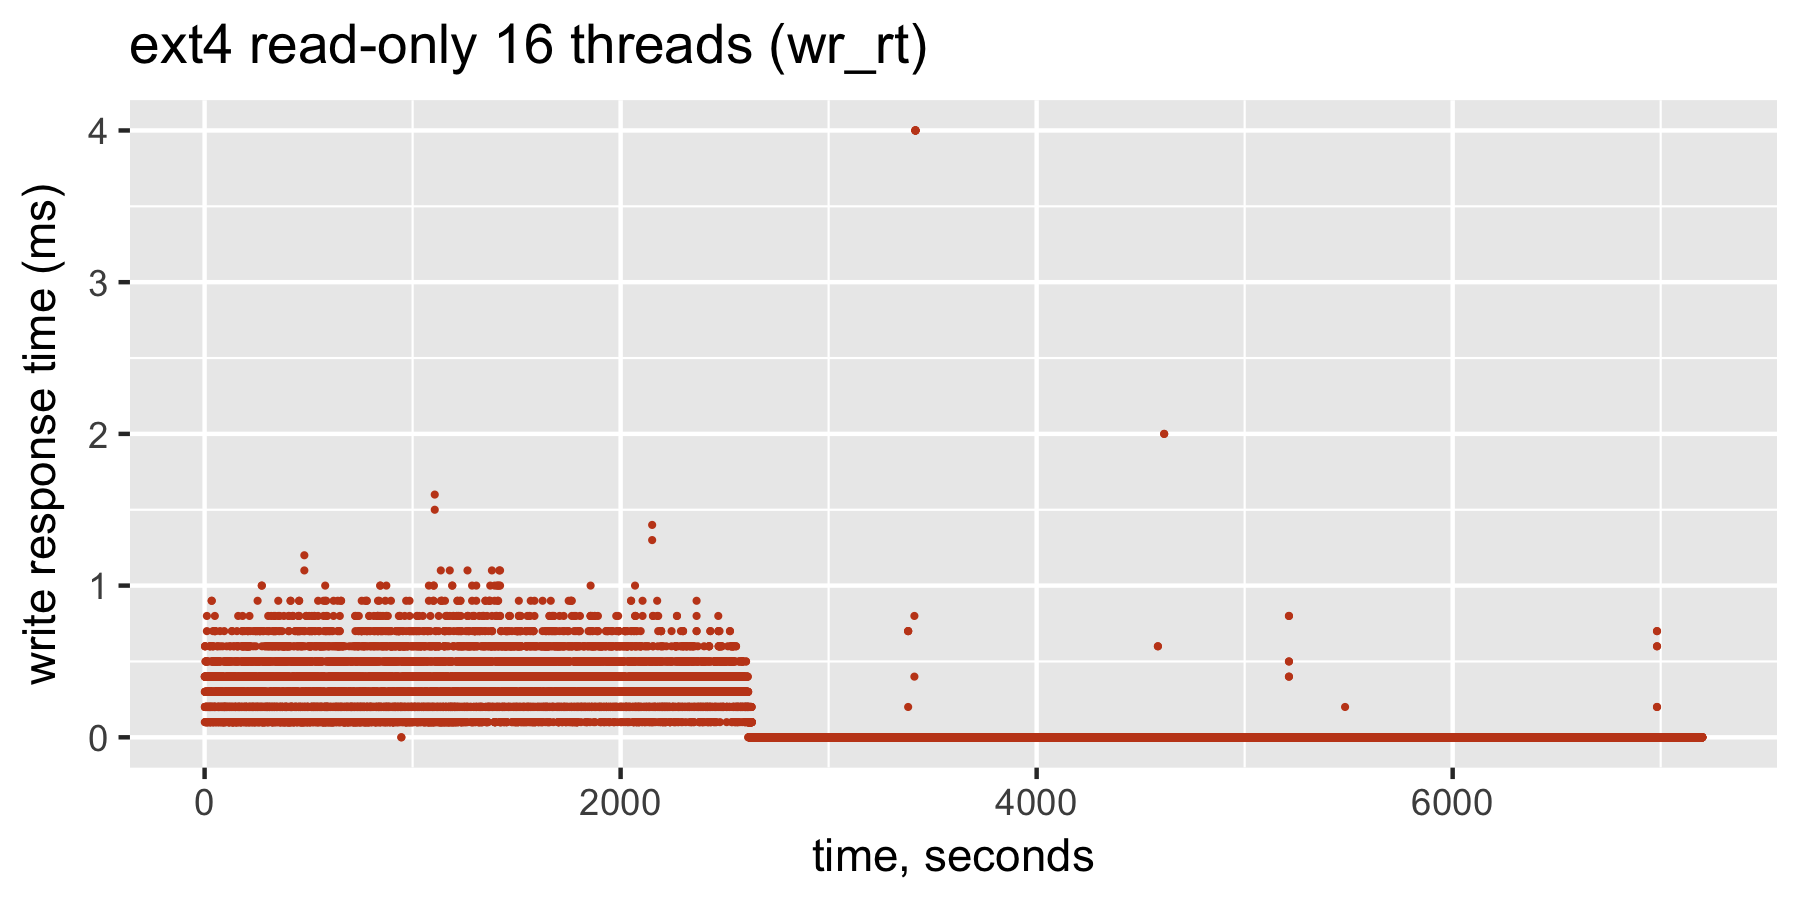 ext4 read-only 16 threads (wr_rt)
write response time (ms)
4
3
2
1
0
0 2000 4000 6000
time, seconds